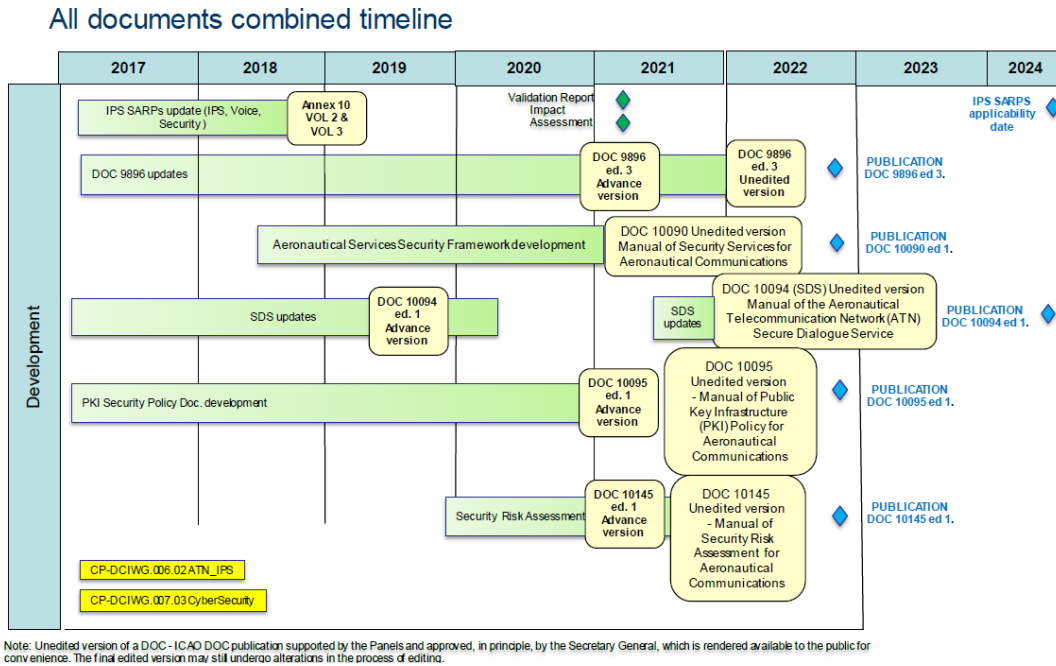 All documents combined timeline
2017
2018
2019
2020
2021
2022
2023
2024
Development
IPS SARPs update (IPS, Voice,
Security )
Annex 10
VOL 2 &
VOL 3
Validation Report
Impact
Assessment
IPS SARPS
applicability
date
DOC 9896 updates
DOC 9896
ed. 3
Advance
version
DOC 9896
ed. 3
Unedited
version
PUBLICATION
DOC 9896 ed 3.
Aeronautical Services Security Framework development
DOC 10090 Unedited version
Manual of Security Services for
Aeronautical Communications
PUBLICATION
DOC 10090 ed 1.
SDS updates
DOC 10094
ed. 1
Advance
version
SDS
updates
DOC 10094 (SDS) Unedited version
Manual of the Aeronautical
Telecommunication Network (ATN)
Secure Dialogue Service
PUBLICATION
DOC 10094 ed 1.
PKI Security Policy Doc. development
DOC 10095
ed. 1
Advance
version
DOC 10095
Unedited version
- Manual of Public
Key Infrastructure
(PKI) Policy for
Aeronautical
Communications
PUBLICATION
DOC 10095 ed 1.
Security Risk Assessment
DOC 10145
ed. 1
Advance
version
DOC 10145
Unedited version
- Manual of
Security Risk
Assessment for
Aeronautical
Communications
PUBLICATION
DOC 10145 ed 1.
CP-DCIWG.006.02 ATN_IPS
CP-DCIWG.007.03 CyberSecurity
Note: Unedited version of a DOC - ICAO DOC publication supported by the Panels and approved, in principle, by the Secretary General, which is rendered available to the public for
convenience. The final edited version may still undergo alterations in the process of editing.